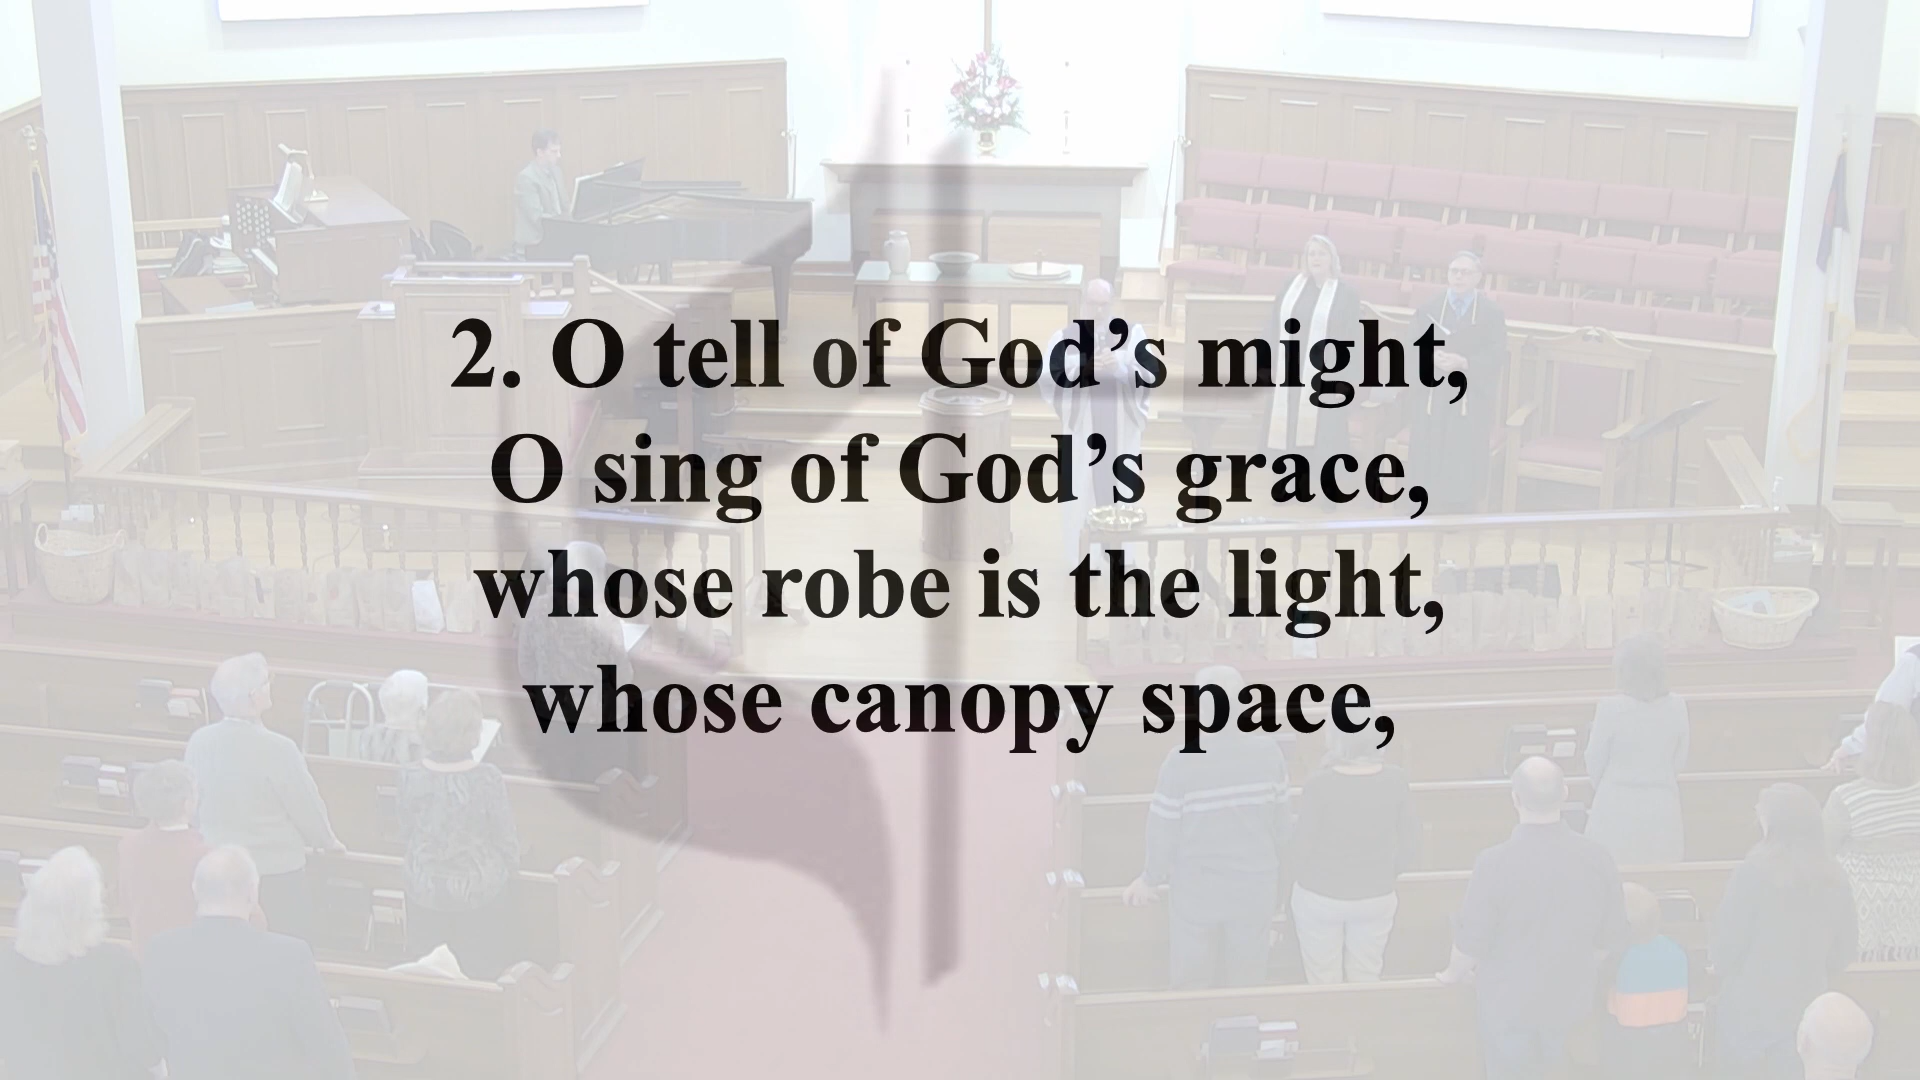 2. O tell of God’s might,
O sing of God’s grace,
whose robe is the light,
whose canopy space,